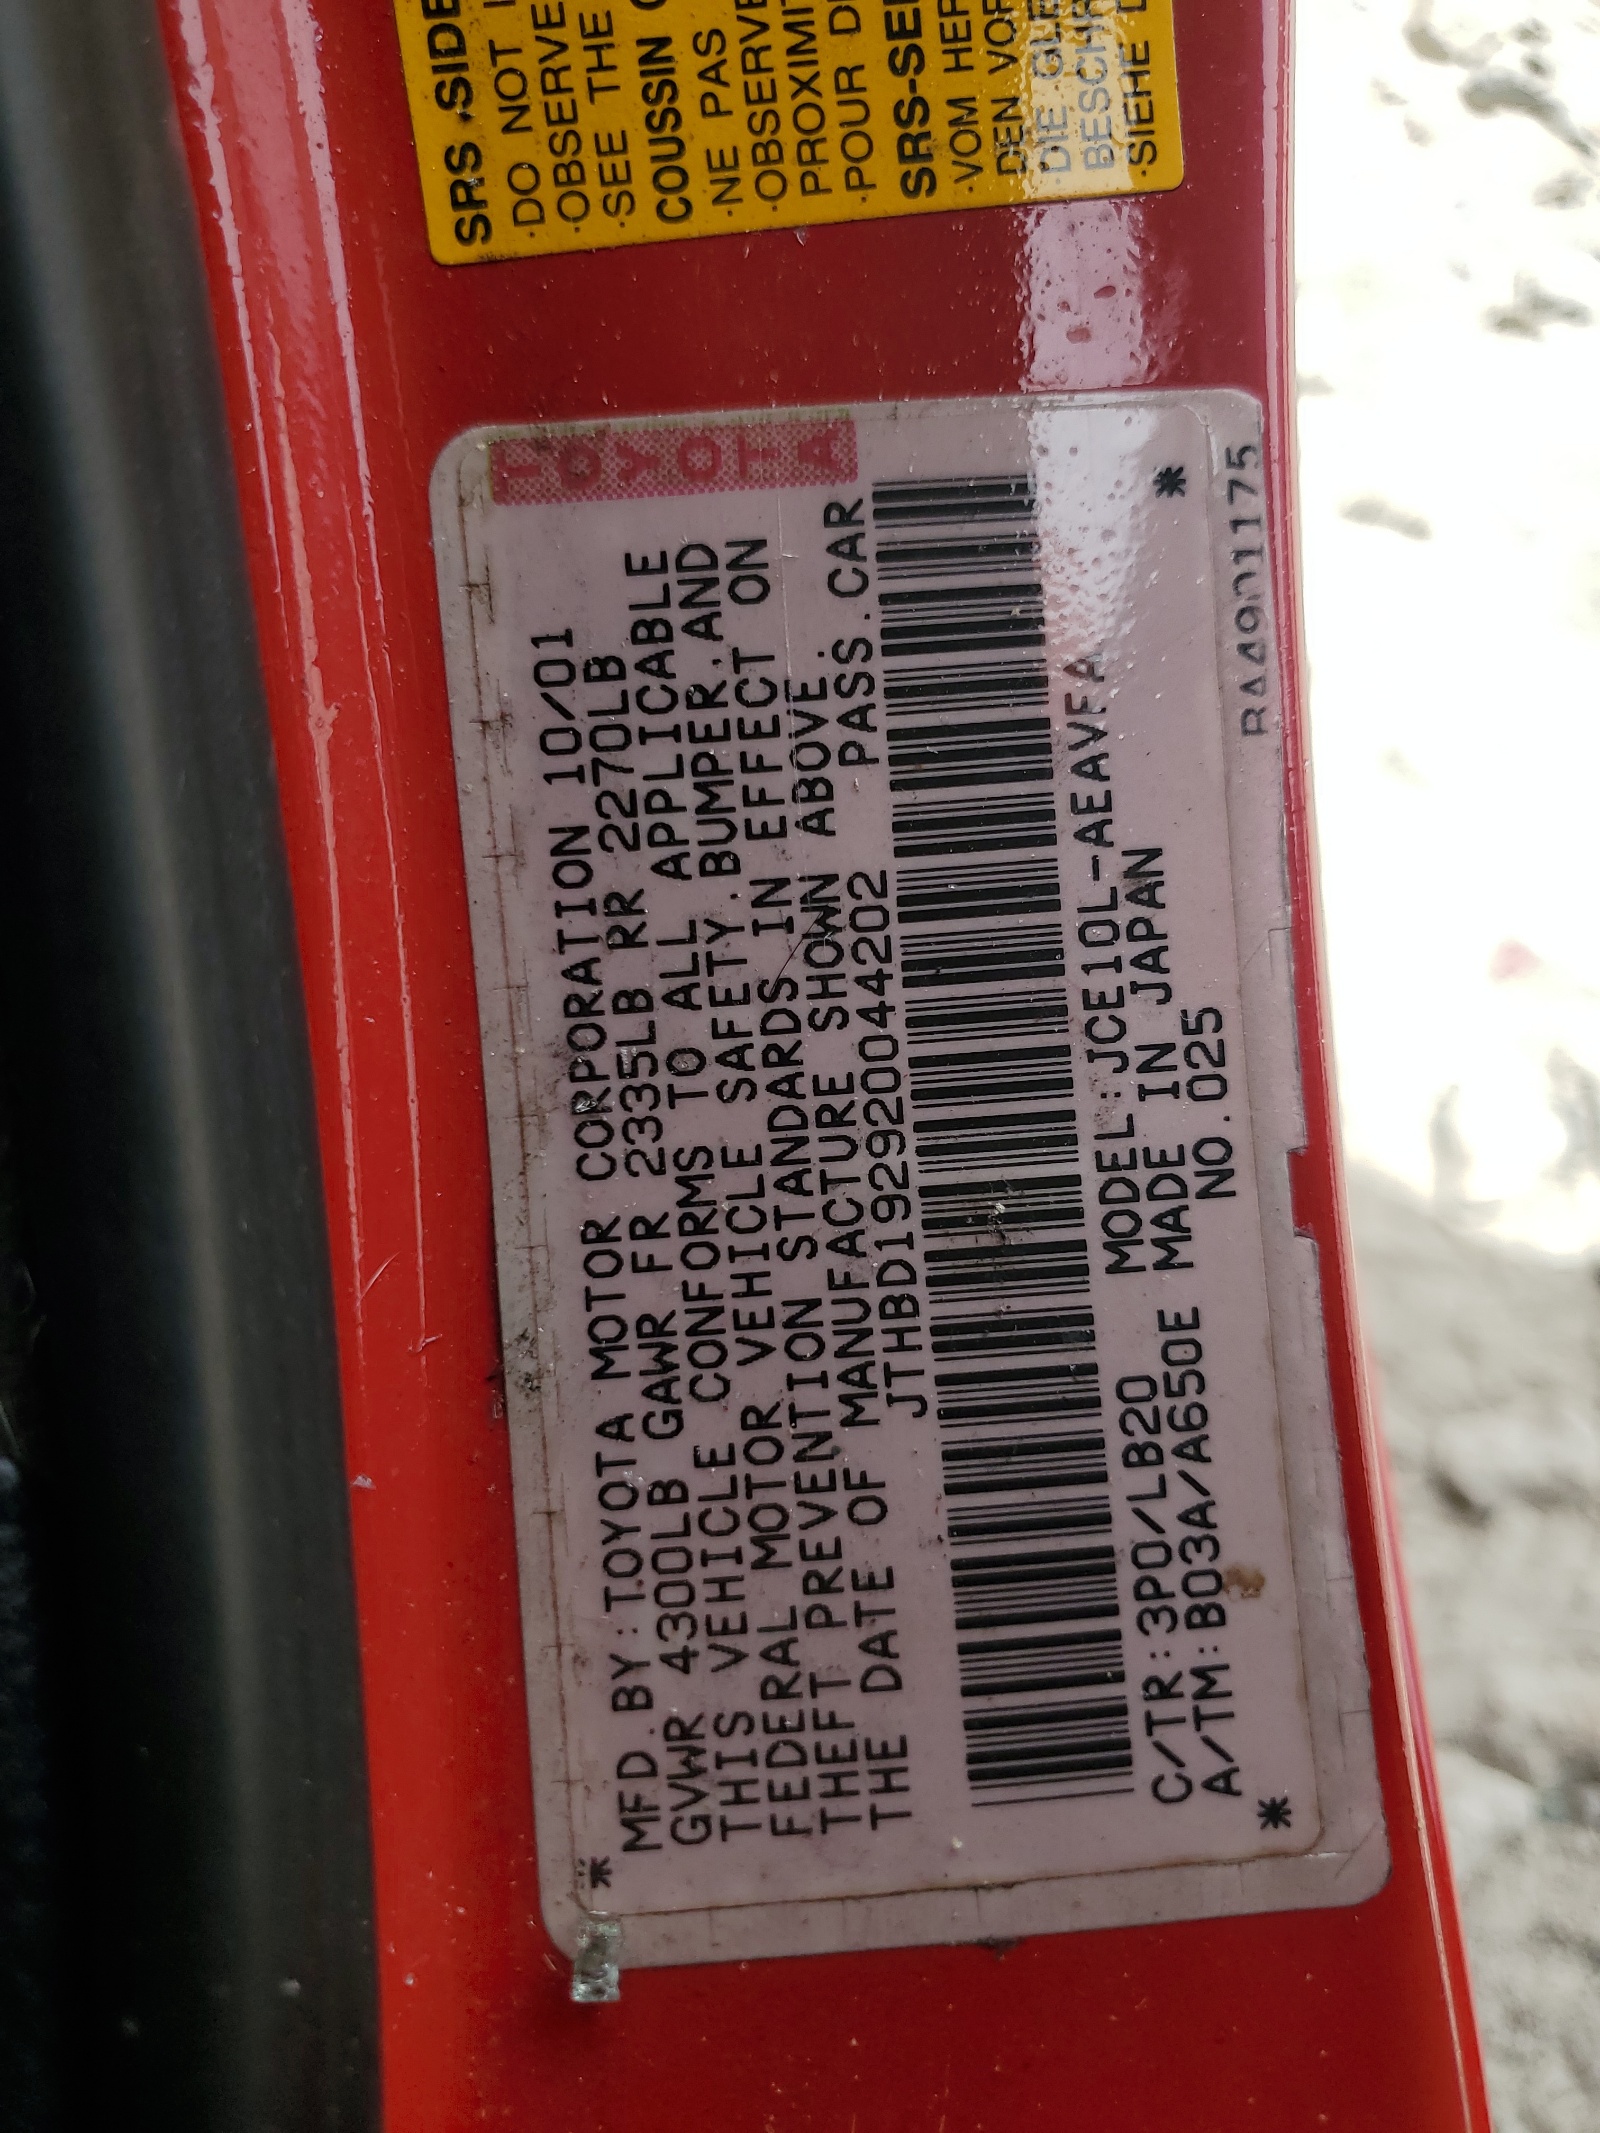 SRS SIDE
·DO NOT
·OBSERVE
·SEE THE
COUSSIN
·NE PAS
·OBSERVE
PROXIMI
·POUR D
SRS-SE
·VOM HER
DEN VOR
·DIE
BESCHR
·SIEHE
TOYOTA
MFD.BY:TOYOTA MOTOR CORPORATION 10/01
GVWR 4300LB GAWR FR 2335LB RR 2270LB
THIS VEHICLE CONFORMS TO ALL APPLICABLE
FEDERAL MOTOR VEHICLE SAFETY.BUMPER.AND
THEFT PREVENTION STANDARDS IN EFFECT ON
THE DATE OF MANUFACTURE SHOWN ABOVE.
JTHBD192920044202 PASS.CAR
C/TR:3P0/LB20 MODEL:JCE10L-AEAVFA
A/TM:B03A/A650E MADE IN JAPAN
NO.025